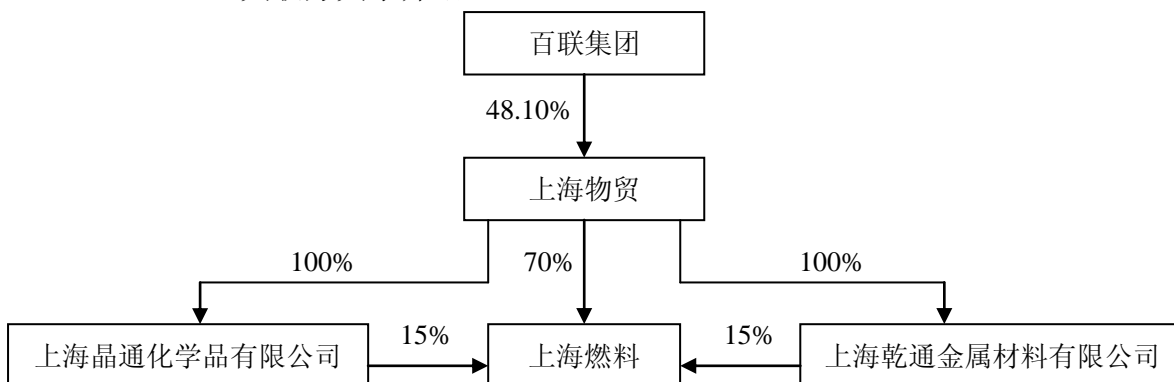 百联集团
48.10%
上海物贸
100%
70%
100%
上海晶通化学品有限公司
15%
上海燃料
15%
上海乾通金属材料有限公司